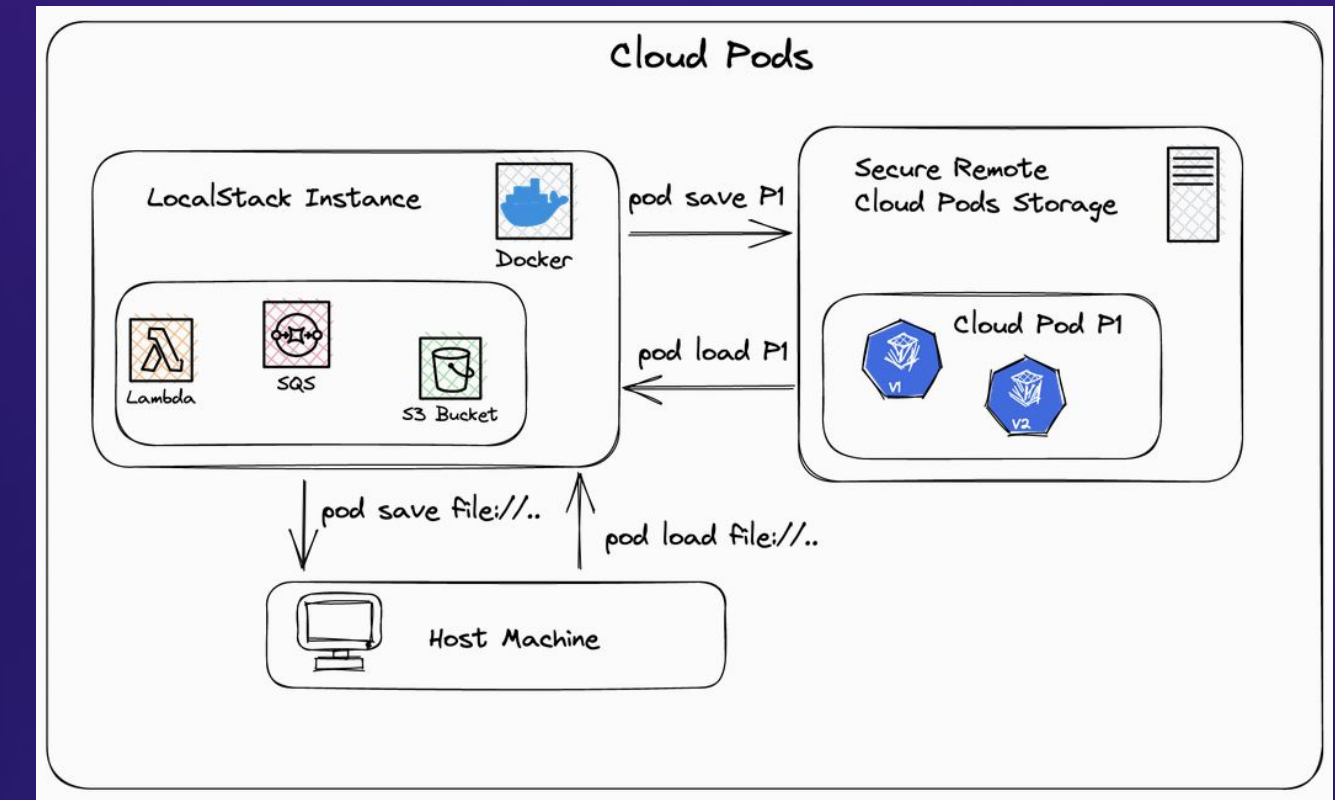 Cloud Pods
LocalStack Instance
Docker
Lambda
SQS
S3 Bucket
pod save P1
pod load P1
Secure Remote
Cloud Pods Storage
Cloud Pod P1
V1
V2
pod save file://..
pod load file://..
Host Machine